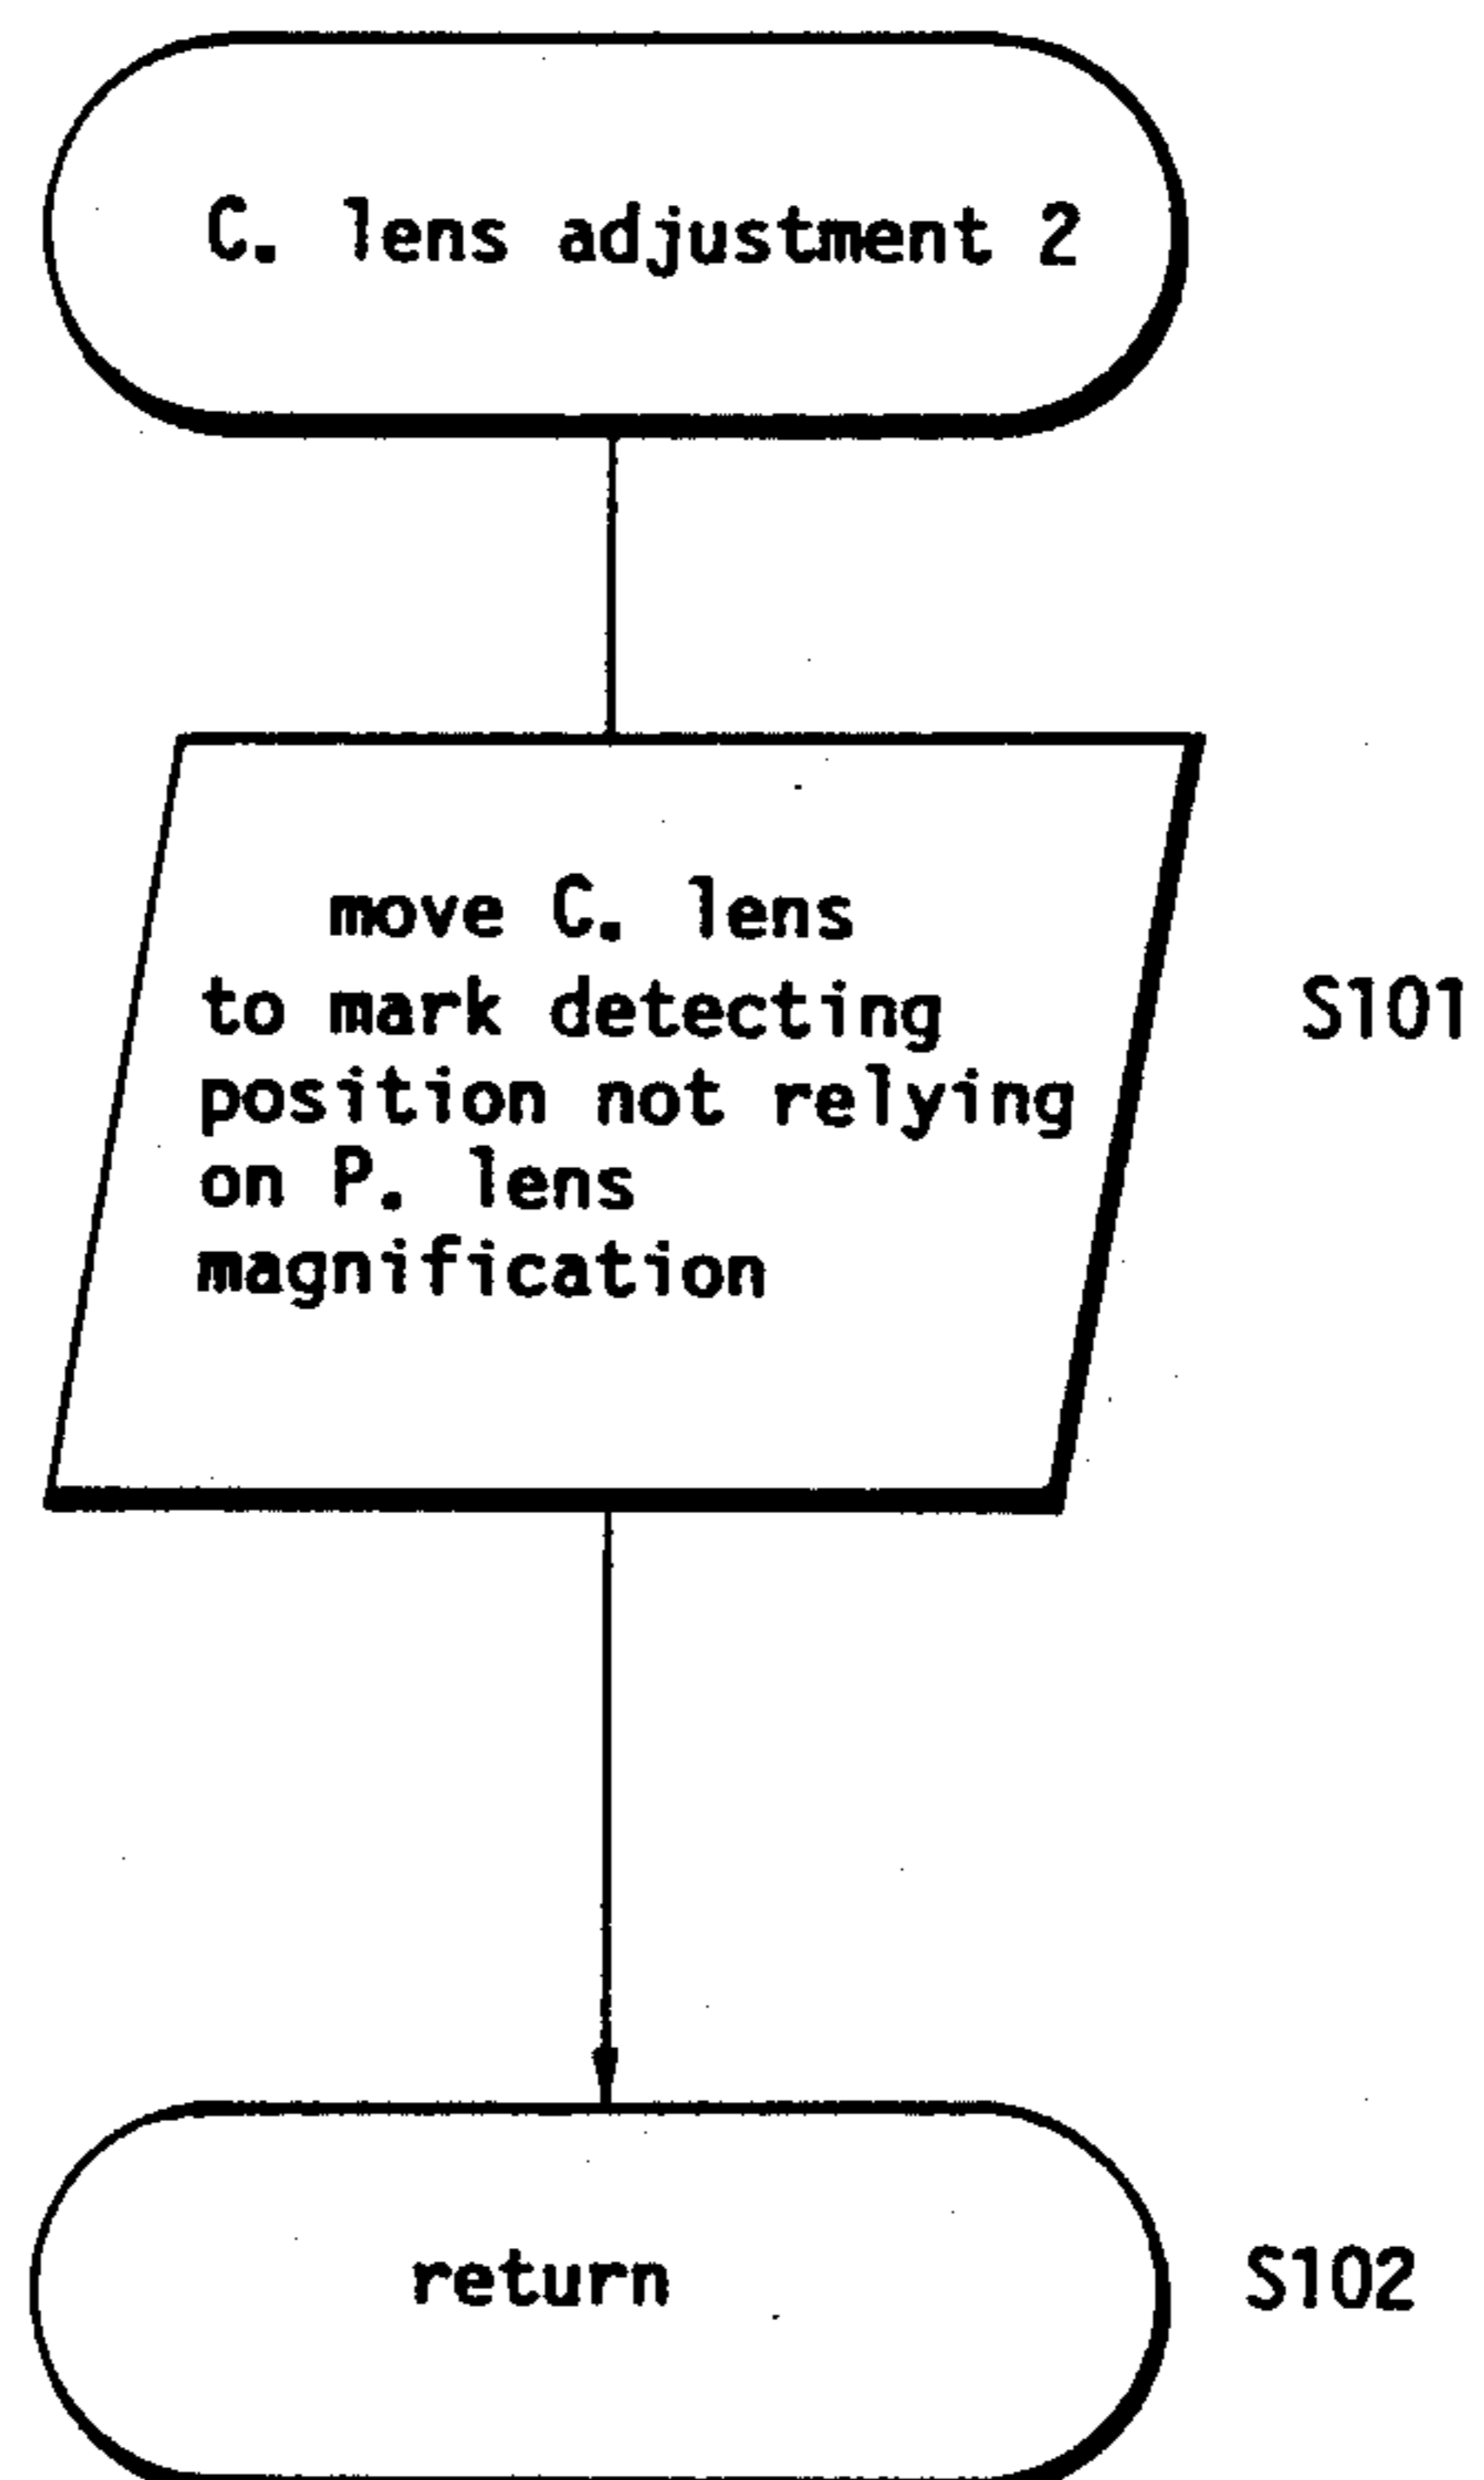 C. lens adjustment 2
move C. lens
to mark detecting
position not relying
on P. lens
magnification
S101
return
S102